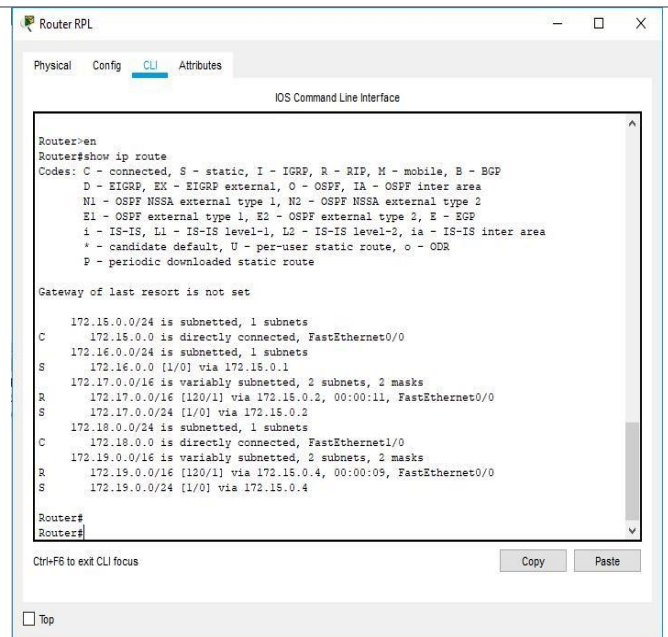 Router RPL
Physical Config CLI Attributes
IOS Command Line Interface
Router>en
Router#show ip route
Codes: C - connected, S - static, I - IGRP, R - RIP, M - mobile, B - BGP
D - EIGRP, EX - EIGRP external, O - OSPF, IA - OSPF inter area
N1 - OSPF NSSA external type 1, N2 - OSPF NSSA external type 2
E1 - OSPF external type 1, E2 - OSPF external type 2, E - EGP
i - IS-IS, L1 - IS-IS level-1, L2 - IS-IS level-2, ia - IS-IS inter area
* - candidate default, U - per-user static route, o - ODR
P - periodic downloaded static route
Gateway of last resort is not set
172.15.0.0/24 is subnetted, 1 subnets
C 172.15.0.0 is directly connected, FastEthernet0/0
172.16.0.0/24 is subnetted, 1 subnets
S 172.16.0.0 [1/0] via 172.15.0.1
172.17.0.0/16 is variably subnetted, 2 subnets, 2 masks
R 172.17.0.0/16 [120/1] via 172.15.0.2, 00:00:11, FastEthernet0/0
S 172.17.0.0/24 [1/0] via 172.15.0.2
172.18.0.0/24 is subnetted, 1 subnets
C 172.18.0.0 is directly connected, FastEthernet1/0
172.19.0.0/16 is variably subnetted, 2 subnets, 2 masks
R 172.19.0.0/16 [120/1] via 172.15.0.4, 00:00:09, FastEthernet0/0
S 172.19.0.0/24 [1/0] via 172.15.0.4
Router#
Router#
Ctrl+F6 to exit CLI focus
Copy Paste
Top